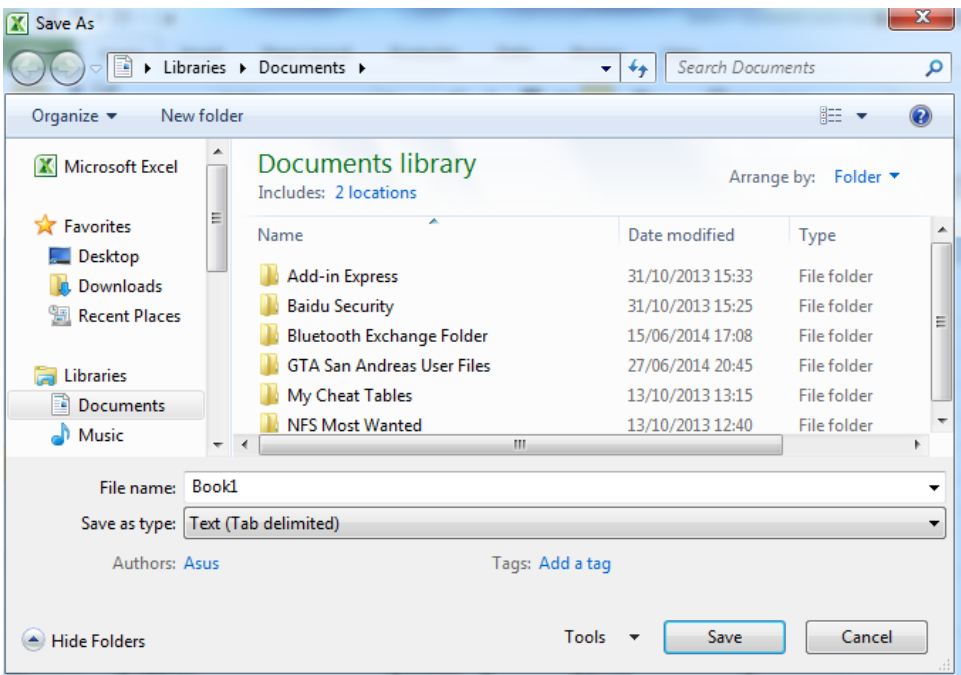 Save As
Libraries Documents
Search Documents
Organize New folder
Microsoft Excel
Favorites
Desktop
Downloads
Recent Places
Libraries
Documents
Music
Documents library
Includes: 2 locations
Arrange by: Folder
Name Date modified Type
Add-in Express 31/10/2013 15:33 File folder
Baidu Security 31/10/2013 15:25 File folder
Bluetooth Exchange Folder 15/06/2014 17:08 File folder
GTA San Andreas User Files 27/06/2014 20:45 File folder
My Cheat Tables 13/10/2013 13:15 File folder
NFS Most Wanted 13/10/2013 12:40 File folder
File name: Book1
Save as type: Text (Tab delimited)
Authors: Asus Tags: Add a tag
Hide Folders Tools Save Cancel